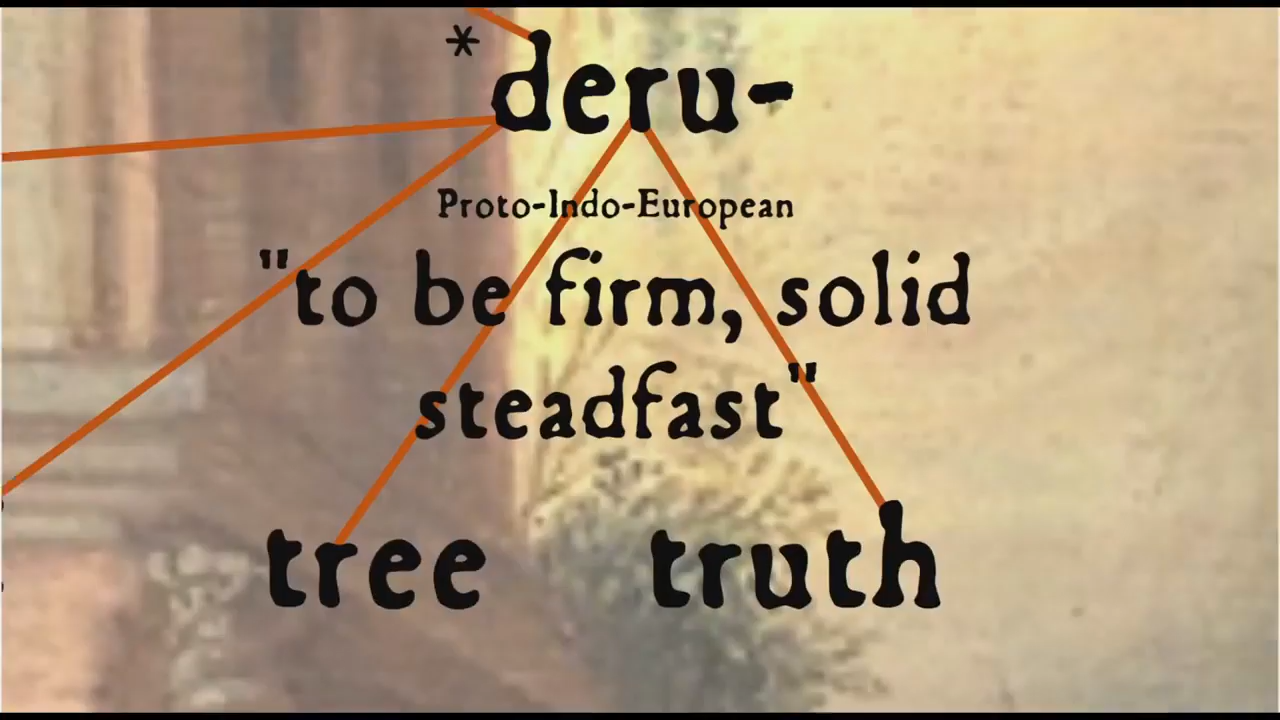 *deru-
Proto-Indo-European
"to be firm, solid
steadfast"
tree truth